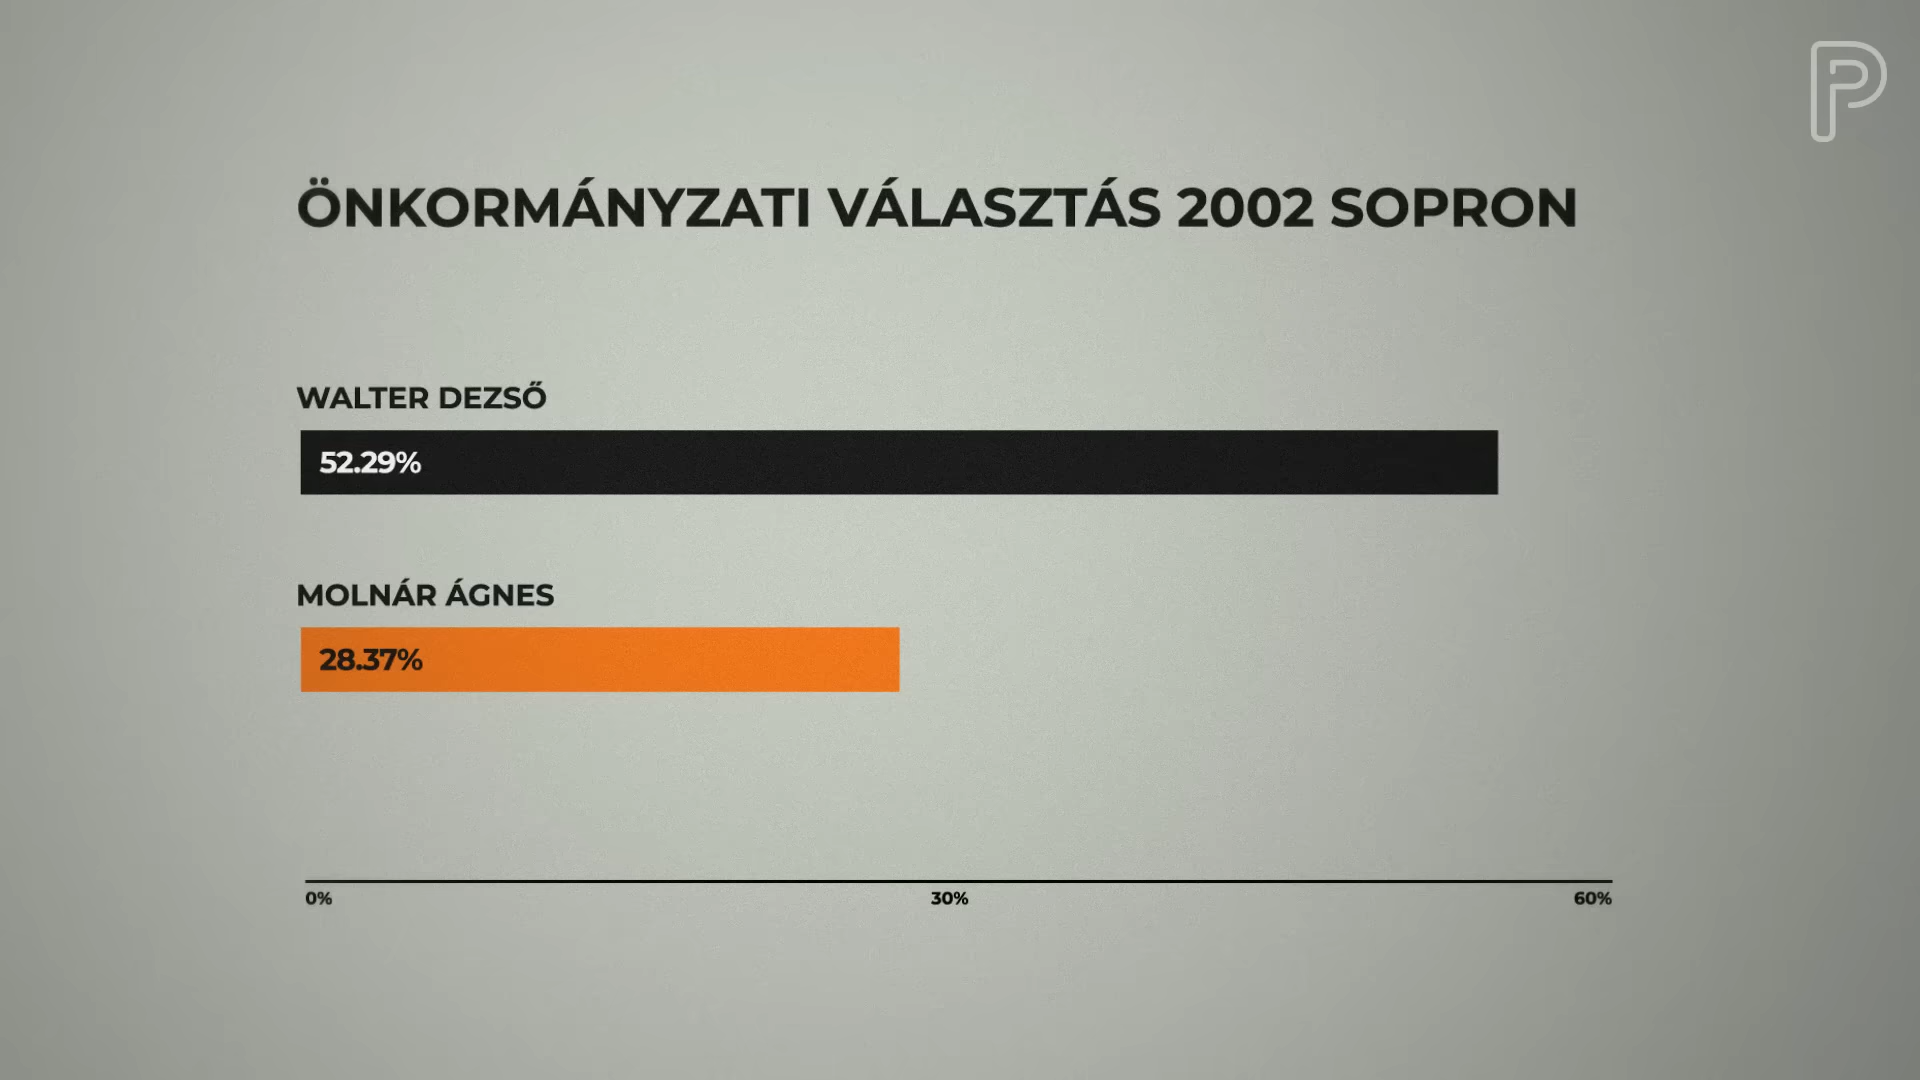 ÖNKORMÁNYZATI VÁLASZTÁS 2002 SOPRON
WALTER DEZSŐ
52.29%
MOLNÁR ÁGNES
28.37%
0% 30% 60%